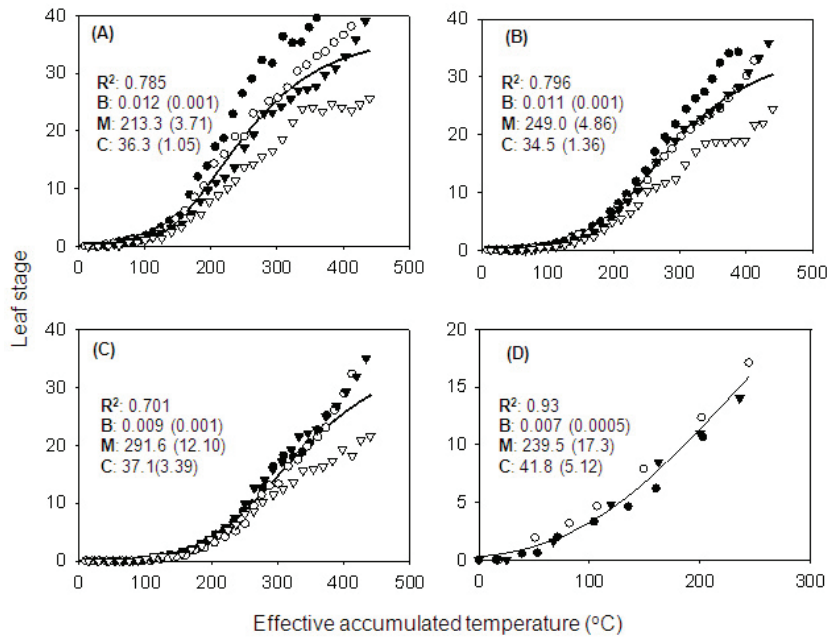 (A)
R²: 0.785
B: 0.012 (0.001)
M: 213.3 (3.71)
C: 36.3 (1.05)
40
30
20
10
0
0 100 200 300 400 500
(B)
R²: 0.796
B: 0.011 (0.001)
M: 249.0 (4.86)
C: 34.5 (1.36)
40
30
20
10
0
0 100 200 300 400 500
Leaf stage
(C)
R²: 0.701
B: 0.009 (0.001)
M: 291.6 (12.10)
C: 37.1(3.39)
40
30
20
10
0
0 100 200 300 400 500
(D)
R²: 0.93
B: 0.007 (0.0005)
M: 239.5 (17.3)
C: 41.8 (5.12)
20
15
10
5
0
0 100 200 300
Effective accumulated temperature (°C)